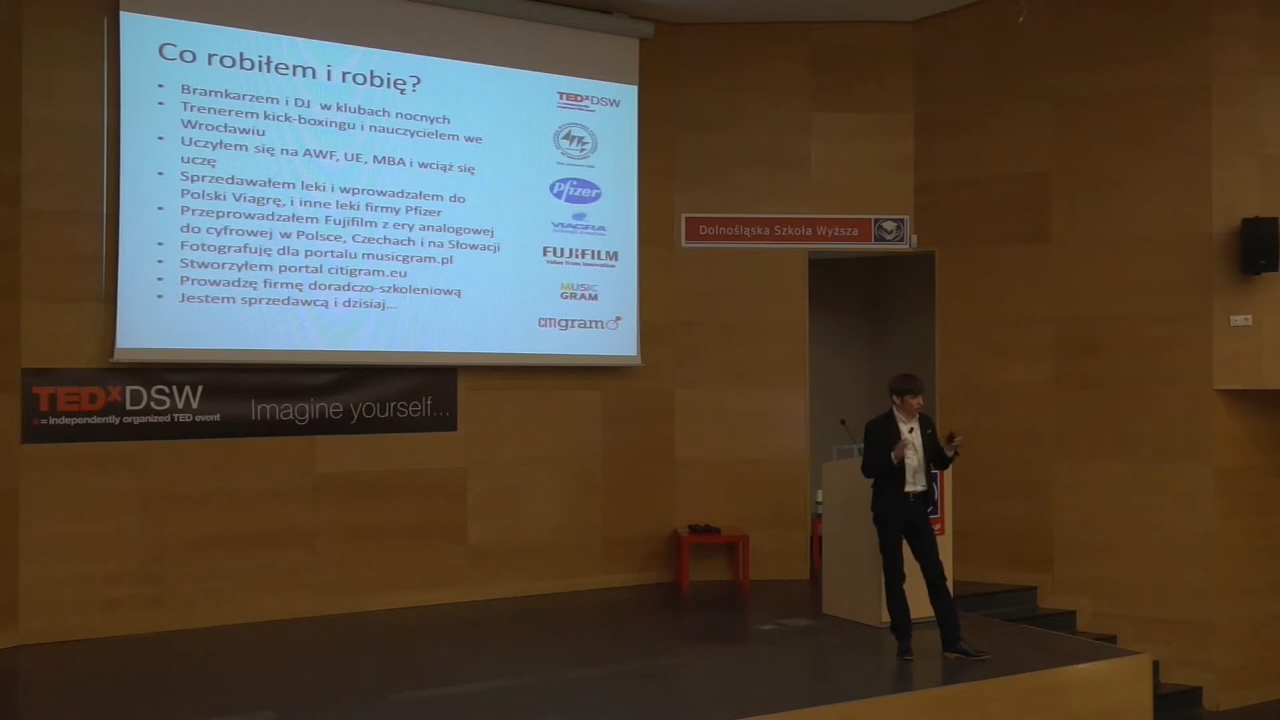 Co robiłem i robię?
• Bramkarzem i DJ w klubach nocnych
• Trenerem kick-boxingu i nauczycielem we
Wrocławiu
• Uczyłem się na AWF, UE, MBA i wciąż się
uczę
• Sprzedawałem leki i wprowadzałem do
Polski Viagrę, i inne leki firmy Pfizer
• Przeprowadzałem Fujifilm z ery analogowej
do cyfrowej w Polsce, Czechach i na Słowacji
• Fotografuję dla portalu musicgram.pl
• Stworzyłem portal citigram.eu
• Prowadzę firmę doradczo-szkoleniową
• Jestem sprzedawcą i dzisiaj...
TEDxDSW
Pfizer
VIAGRA
FUJIFILM
Value from Innovation
MUSIC
GRAM
CITIgram
Dolnośląska Szkoła Wyższa
TEDxDSW
x = independently organized TED event
Imagine yourself...